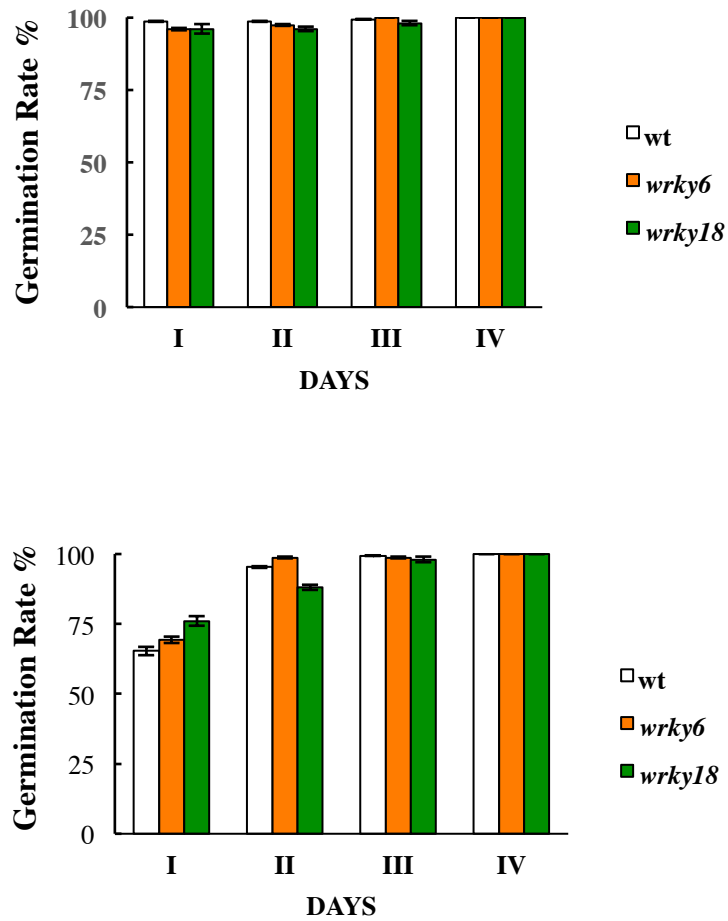 Germination Rate %
100
75
50
25
0
I II III IV
DAYS
wt
wrky6
wrky18
Germination Rate %
100
75
50
25
0
I II III IV
DAYS
wt
wrky6
wrky18